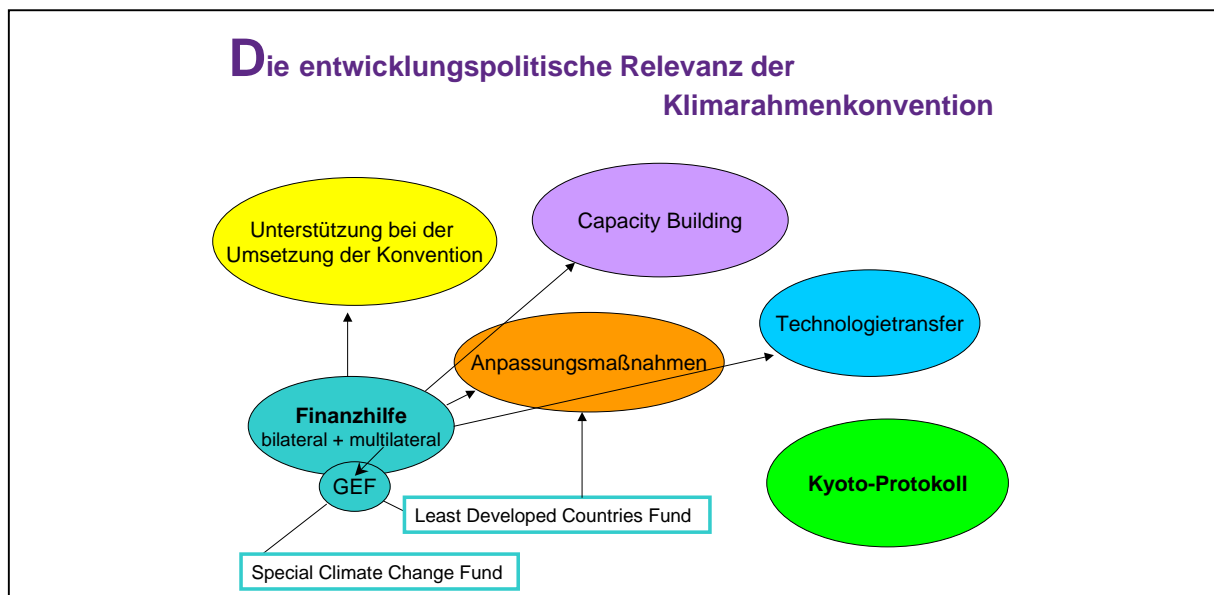 Die entwicklungspolitische Relevanz der
Klimarahmenkonvention
Unterstützung bei der
Umsetzung der Konvention
Capacity Building
Technologietransfer
Anpassungsmaßnahmen
Finanzhilfe
bilateral + multilateral
GEF
Kyoto-Protokoll
Least Developed Countries Fund
Special Climate Change Fund